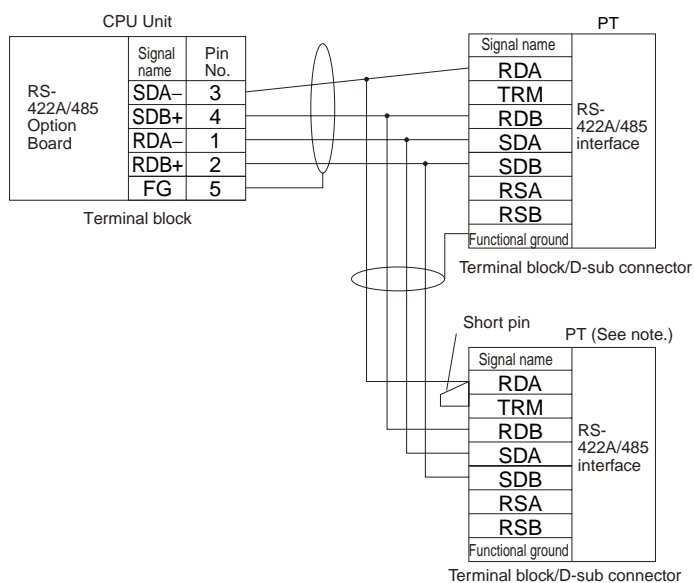 CPU Unit
RS-
422A/485
Option
Board
Signal
name
Pin
No.
SDA−
3
SDB+
4
RDA−
1
RDB+
2
FG
5
Terminal block
PT
Signal name
RDA
TRM
RDB
SDA
SDB
RSA
RSB
Functional ground
RS-
422A/485
interface
Terminal block/D-sub connector
Short pin
PT (See note.)
Signal name
RDA
TRM
RDB
SDA
SDB
RSA
RSB
Functional ground
RS-
422A/485
interface
Terminal block/D-sub connector